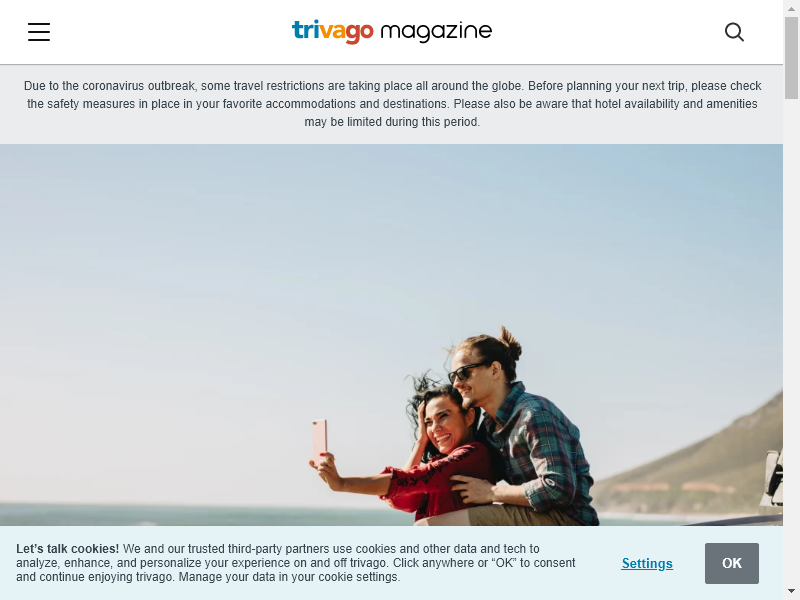 trivago magazine
Due to the coronavirus outbreak, some travel restrictions are taking place all around the globe. Before planning your next trip, please check
the safety measures in place in your favorite accommodations and destinations. Please also be aware that hotel availability and amenities
may be limited during this period.
Let's talk cookies! We and our trusted third-party partners use cookies and other data and tech to
analyze, enhance, and personalize your experience on and off trivago. Click anywhere or “OK” to consent
and continue enjoying trivago. Manage your data in your cookie settings.
Settings
OK